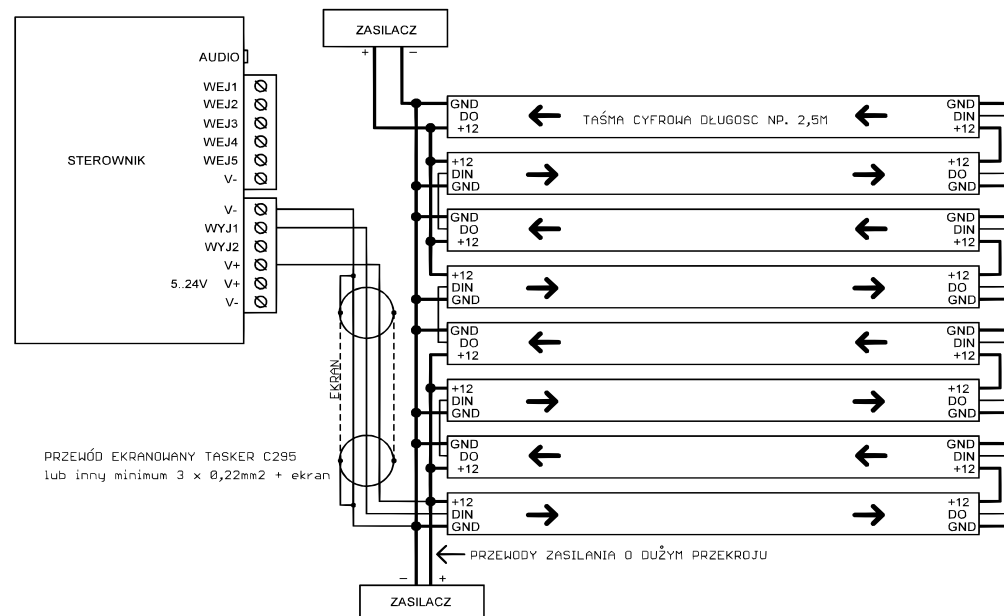 ZASILACZ
+ –
AUDIO
WEJ1
WEJ2
WEJ3
WEJ4
WEJ5
V-
STEROWNIK
V-
WYJ1
WYJ2
V+
5..24V V+
V-
GND GND
DO TAŚMA CYFROWA DŁUGOSC NP. 2,5M DIN
+12 +12
+12 +12
DIN DO
GND GND
GND GND
DO DIN
+12 +12
+12 +12
DIN DO
GND GND
GND GND
DO DIN
+12 +12
+12 +12
DIN DO
GND GND
GND GND
DO DIN
+12 +12
+12 +12
DIN DO
GND GND
EKRAN
PRZEWÓD EKRANOWANY TASKER C295
lub inny minimum 3 x 0,22mm2 + ekran
PRZEWODY ZASILANIA O DUŻYM PRZEKROJU
– +
ZASILACZ